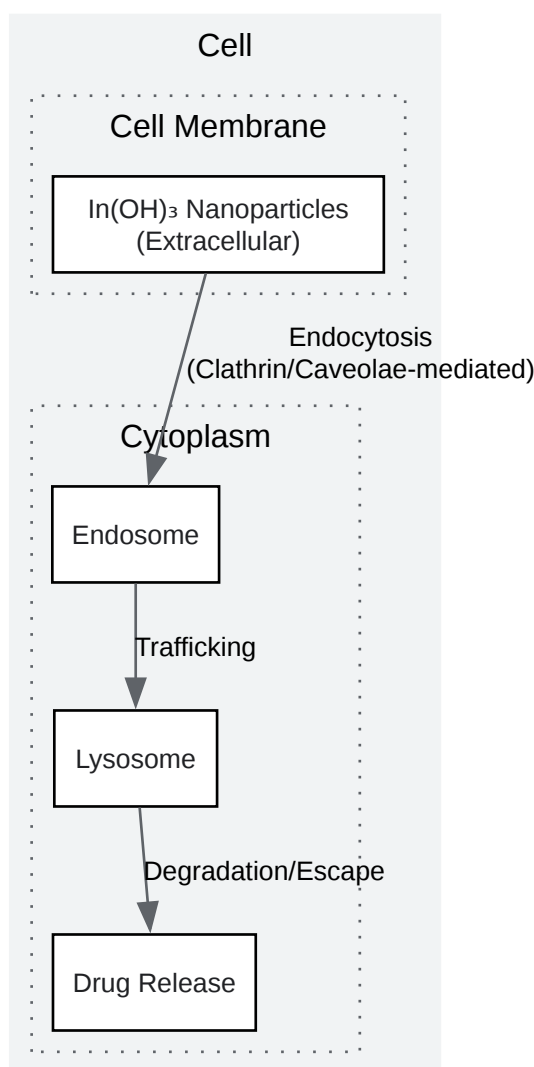 Cell
Cell Membrane
In(OH)₃ Nanoparticles
(Extracellular)
Endocytosis
(Clathrin/Caveolae-mediated)
Cytoplasm
Endosome
Trafficking
Lysosome
Degradation/Escape
Drug Release